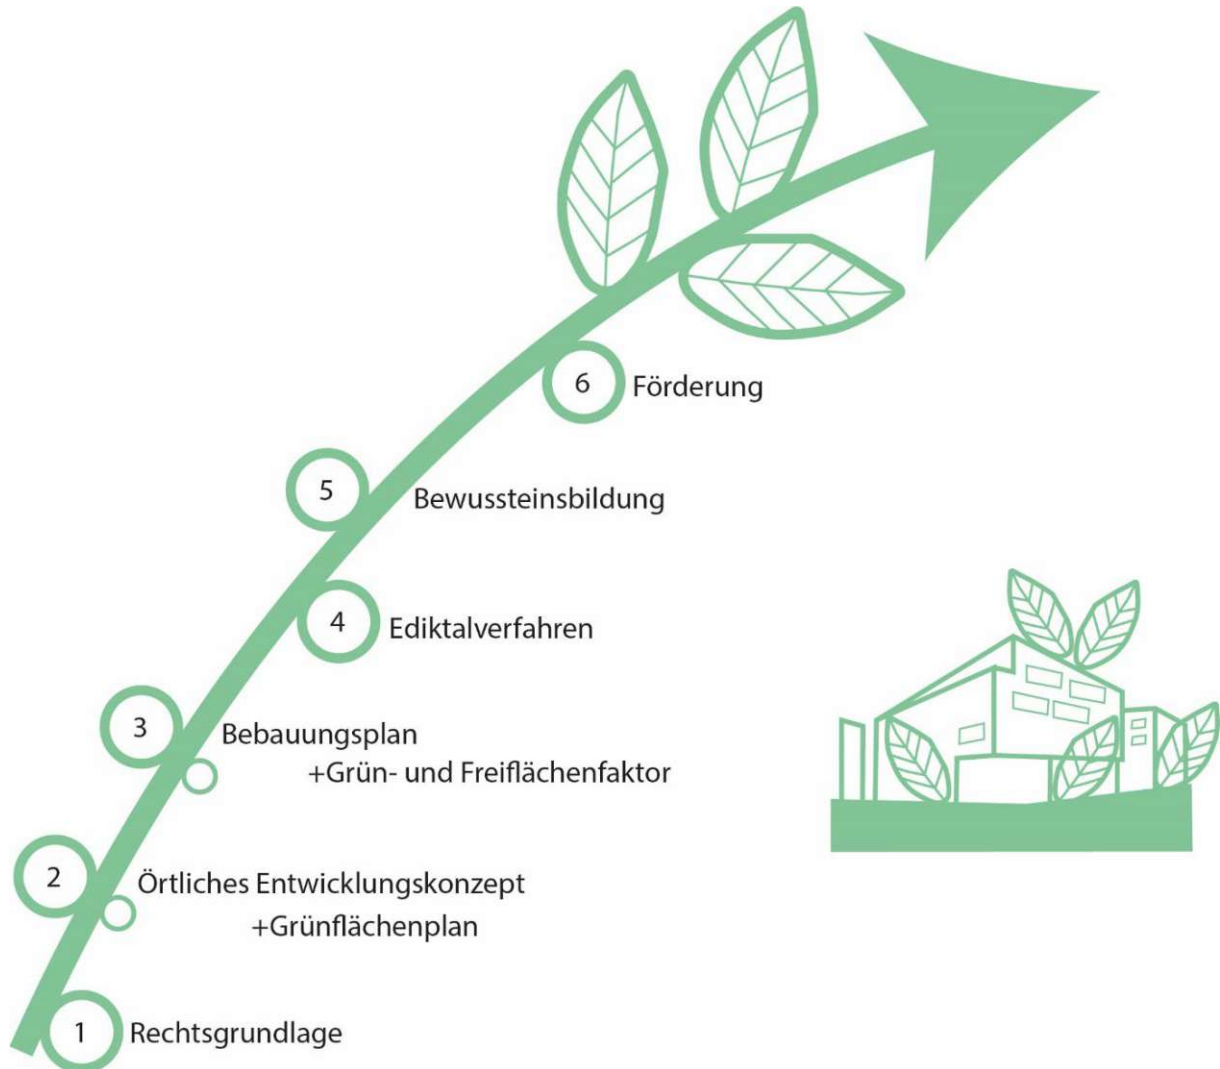 6 Förderung
5 Bewussteinsbildung
4 Ediktalverfahren
3 Bebauungsplan
+Grün- und Freiflächenfaktor
2 Örtliches Entwicklungskonzept
+Grünflächenplan
1 Rechtsgrundlage